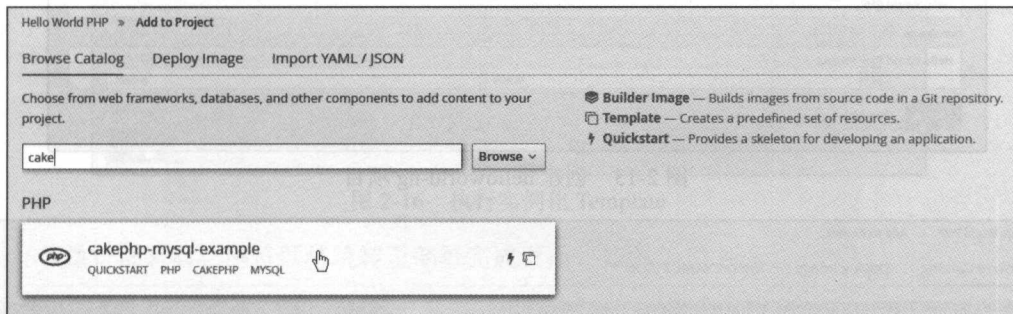 Hello World PHP » Add to Project
Browse Catalog Deploy Image Import YAML / JSON
Choose from web frameworks, databases, and other components to add content to your project.
Builder Image — Builds images from source code in a Git repository.
Template — Creates a predefined set of resources.
Quickstart — Provides a skeleton for developing an application.
cake
Browse
PHP
php
cakephp-mysql-example
QUICKSTART PHP CAKEPHP MYSQL